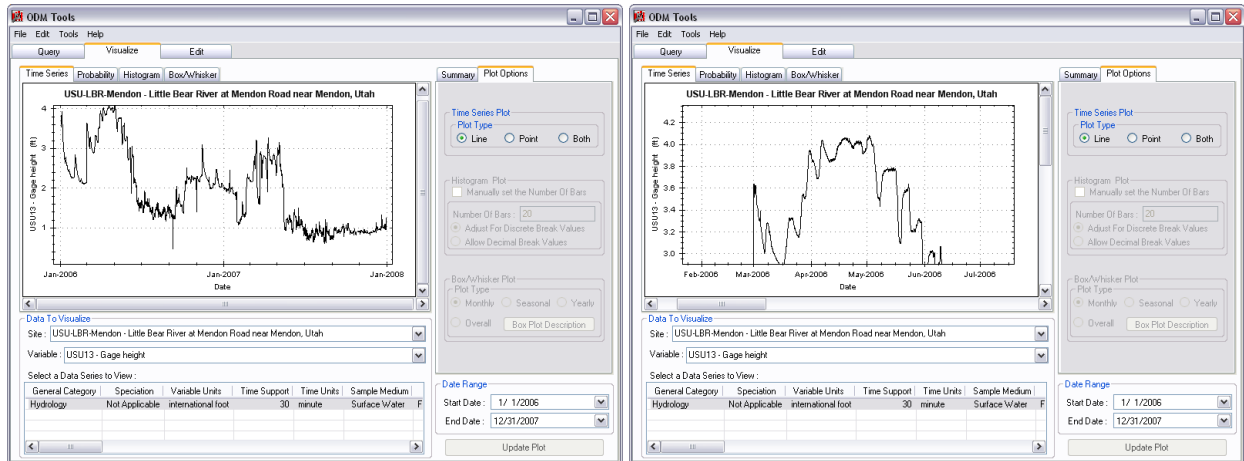 ODM Tools
File Edit Tools Help
Query Visualize Edit
Time Series Probability Histogram Box/Whisker
USU-LBR-Mendon - Little Bear River at Mendon Road near Mendon, Utah
USU13 - Gage height (ft)
4
3
2
1
Jan-2006 Jan-2007 Jan-2008
Date
Summary Plot Options
Time Series Plot
Plot Type
Line Point Both
Histogram Plot
Manually set the Number Of Bars
Number Of Bars : 20
Adjust For Discrete Break Values
Allow Decimal Break Values
Box/Whisker Plot
Plot Type
Monthly Seasonal Yearly
Overall Box Plot Description
Data To Visualize
Site : USU-LBR-Mendon - Little Bear River at Mendon Road near Mendon, Utah
Variable : USU13 - Gage height
Select a Data Series to View :
General Category Speciation Variable Units Time Support Time Units Sample Medium
Hydrology Not Applicable international foot 30 minute Surface Water F
Date Range
Start Date : 1/ 1/2006
End Date : 12/31/2007
Update Plot
ODM Tools
File Edit Tools Help
Query Visualize Edit
Time Series Probability Histogram Box/Whisker
USU-LBR-Mendon - Little Bear River at Mendon Road near Mendon, Utah
USU13 - Gage height (ft)
4.2
4.0
3.8
3.6
3.4
3.2
3.0
Feb-2006 Mar-2006 Apr-2006 May-2006 Jun-2006 Jul-2006
Date
Summary Plot Options
Time Series Plot
Plot Type
Line Point Both
Histogram Plot
Manually set the Number Of Bars
Number Of Bars : 20
Adjust For Discrete Break Values
Allow Decimal Break Values
Box/Whisker Plot
Plot Type
Monthly Seasonal Yearly
Overall Box Plot Description
Data To Visualize
Site : USU-LBR-Mendon - Little Bear River at Mendon Road near Mendon, Utah
Variable : USU13 - Gage height
Select a Data Series to View :
General Category Speciation Variable Units Time Support Time Units Sample Medium
Hydrology Not Applicable international foot 30 minute Surface Water F
Date Range
Start Date : 1/ 1/2006
End Date : 12/31/2007
Update Plot